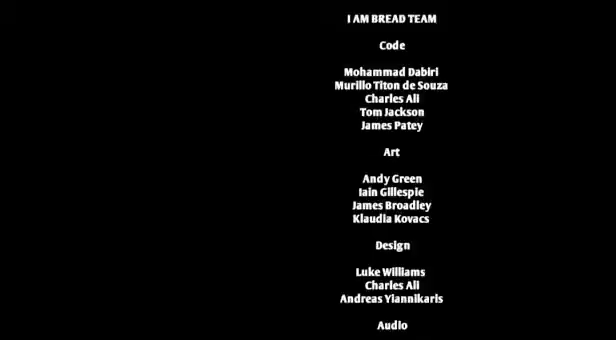 I AM BREAD TEAM
Code
Mohammad Dabiri
Murillo Titon de Souza
Charles Ali
Tom Jackson
James Patey
Art
Andy Green
Iain Gillespie
James Broadley
Klaudia Kovacs
Design
Luke Williams
Charles Ali
Andreas Yiannikaris
Audio